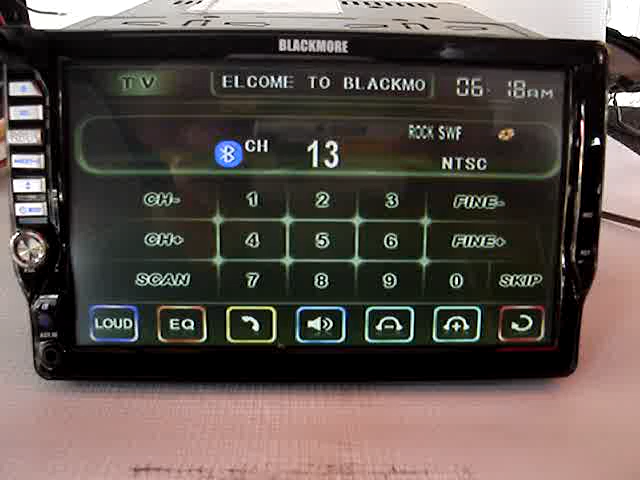 BLACKMORE
TV ELCOME TO BLACKMO 06:18AM
ROCK SWF
CH 13 NTSC
CH- 1 2 3 FINE-
CH+ 4 5 6 FINE+
SCAN 7 8 9 0 SKIP
LOUD EQ